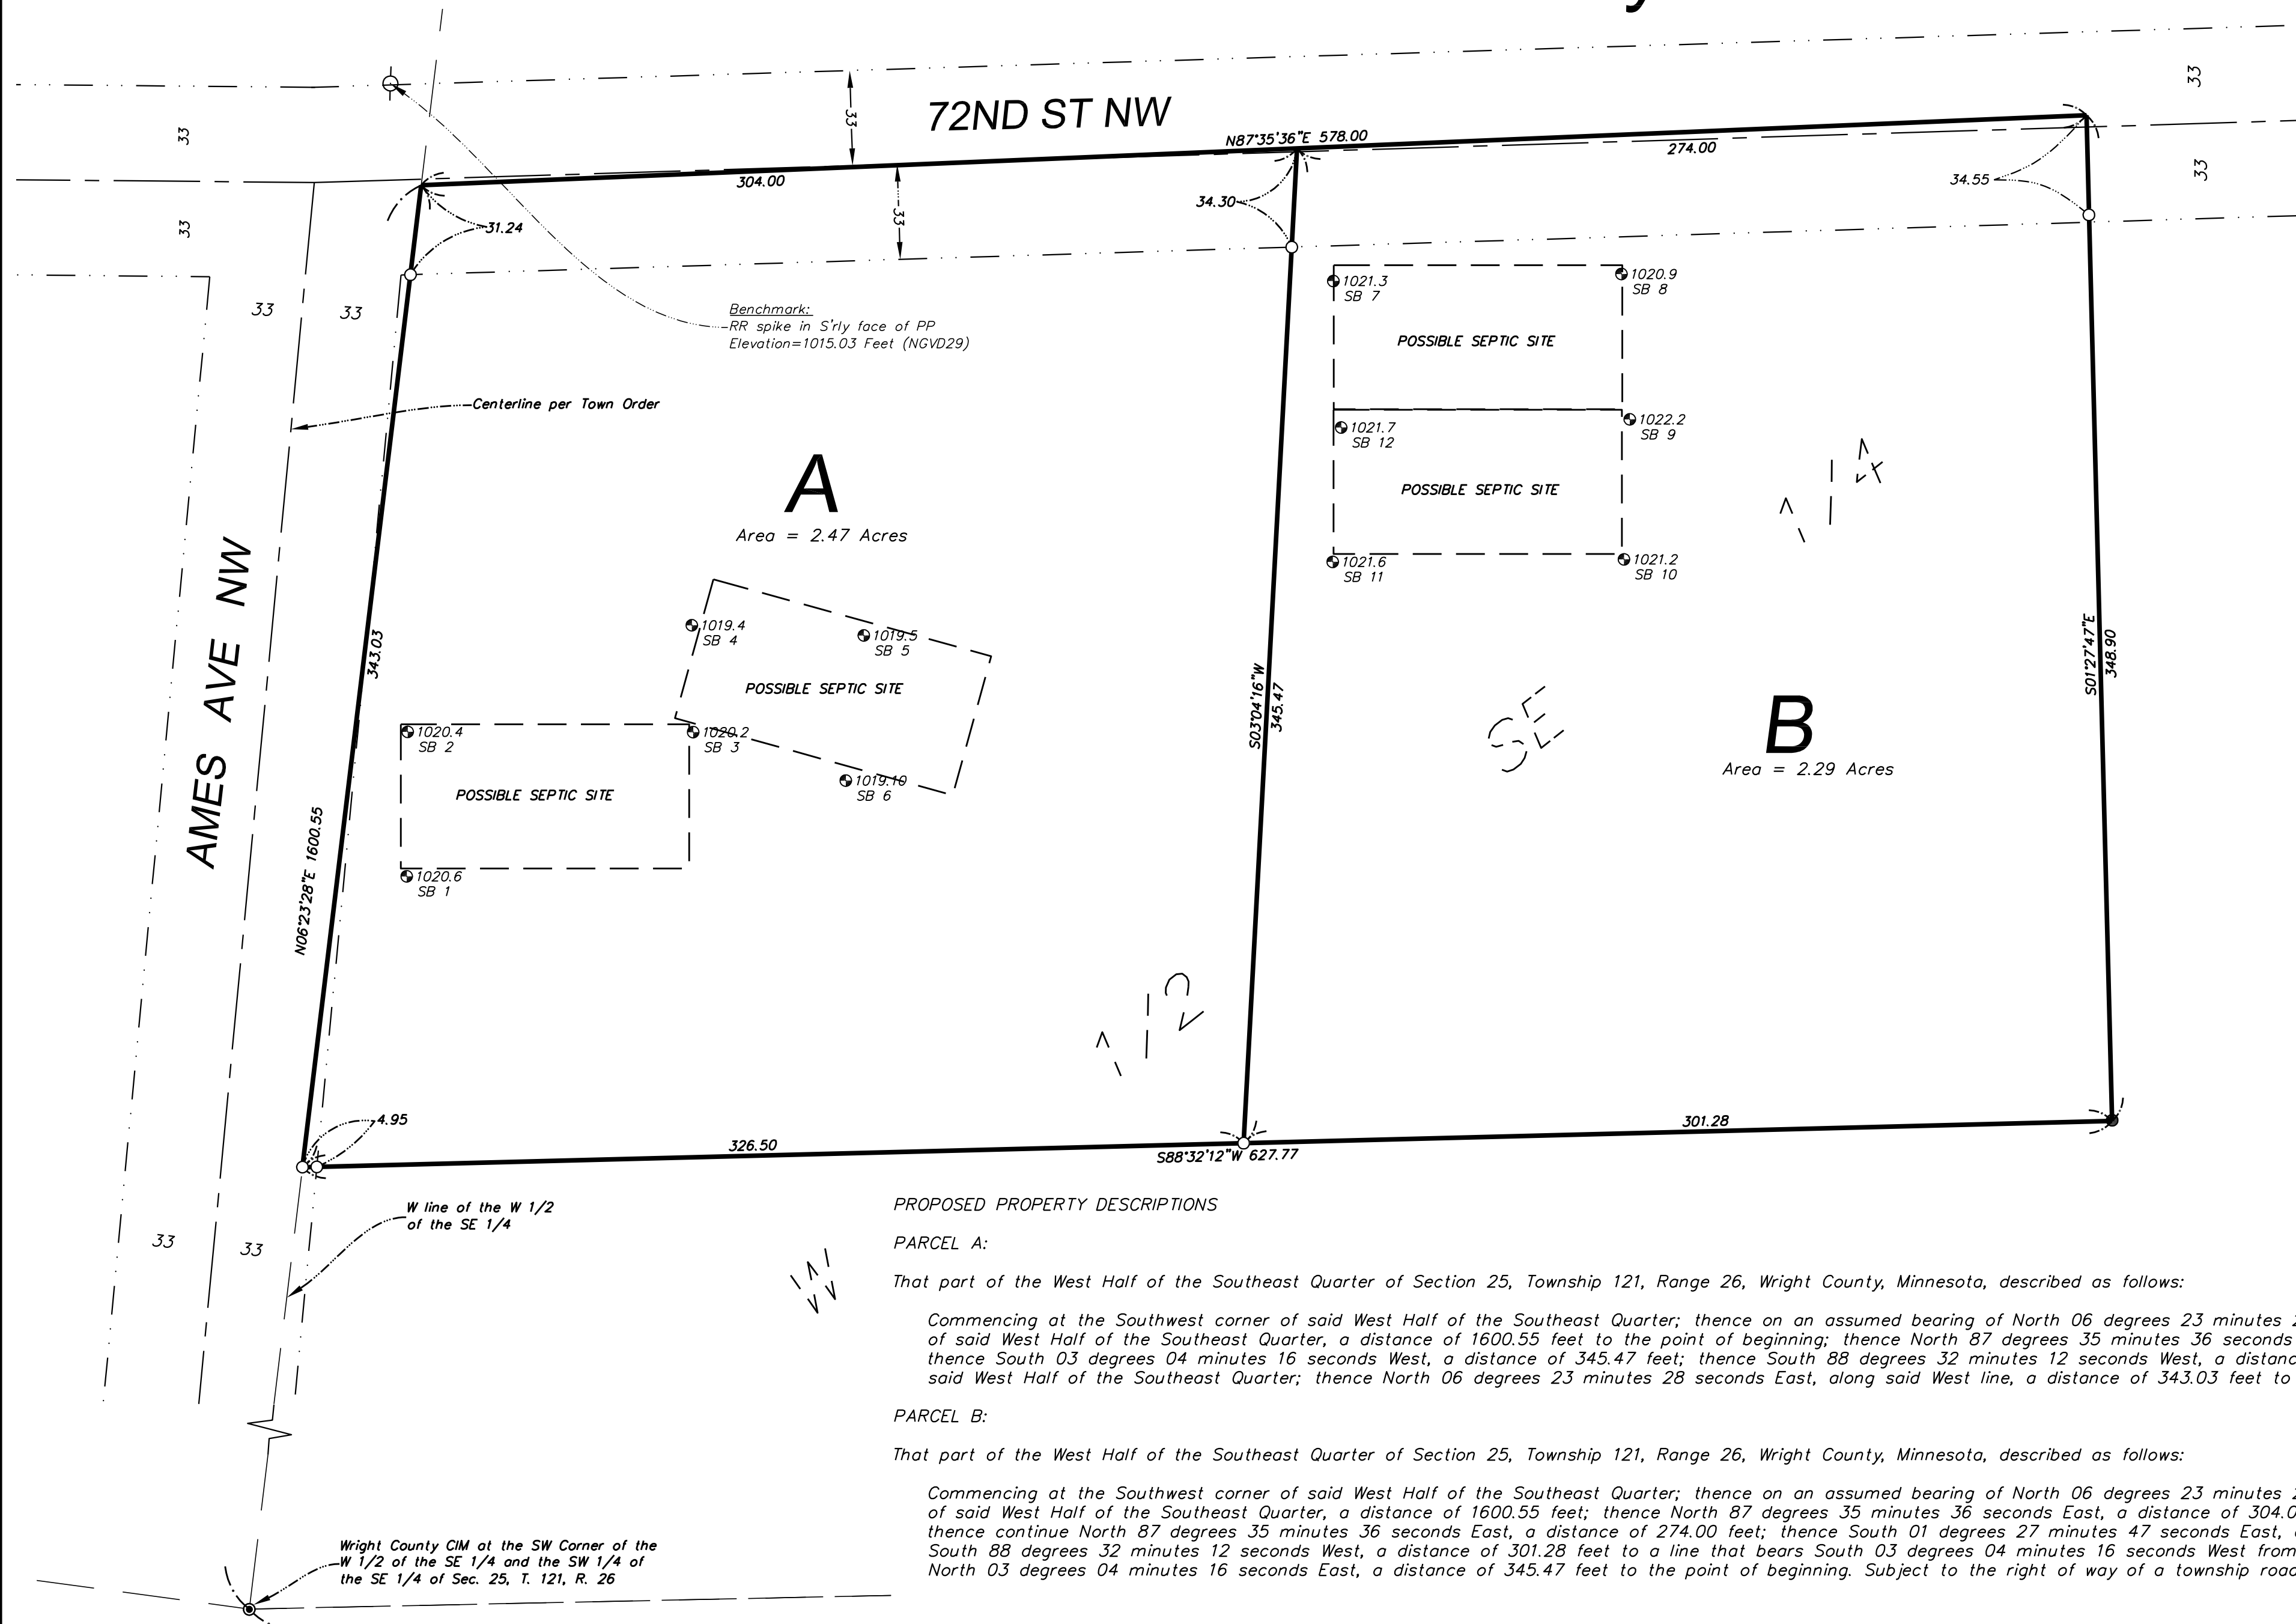 72ND ST NW
33
33
33
33
33
33
N87°35'36"E 578.00
304.00
274.00
31.24
34.30
34.55
33
33
Benchmark:
RR spike in S'rly face of PP
Elevation=1015.03 Feet (NGVD29)
Centerline per Town Order
1021.3
SB 7
1020.9
SB 8
POSSIBLE SEPTIC SITE
1021.7
SB 12
1022.2
SB 9
POSSIBLE SEPTIC SITE
1021.6
SB 11
1021.2
SB 10
A
Area = 2.47 Acres
1/4
AMES AVE NW
343.03
N06°23'28"E 1600.55
1019.4
SB 4
1019.5
SB 5
POSSIBLE SEPTIC SITE
1020.4
SB 2
1020.2
SB 3
1019.10
SB 6
POSSIBLE SEPTIC SITE
1020.6
SB 1
S03°04'16"W
345.47
SE
B
Area = 2.29 Acres
S01°27'47"E
348.90
1/2
4.95
326.50
301.28
S88°32'12"W 627.77
W line of the W 1/2
of the SE 1/4
33
33
W
PROPOSED PROPERTY DESCRIPTIONS
PARCEL A:
That part of the West Half of the Southeast Quarter of Section 25, Township 121, Range 26, Wright County, Minnesota, described as follows:
Commencing at the Southwest corner of said West Half of the Southeast Quarter; thence on an assumed bearing of North 06 degrees 23 minutes
of said West Half of the Southeast Quarter, a distance of 1600.55 feet to the point of beginning; thence North 87 degrees 35 minutes 36 seconds
thence South 03 degrees 04 minutes 16 seconds West, a distance of 345.47 feet; thence South 88 degrees 32 minutes 12 seconds West, a
said West Half of the Southeast Quarter; thence North 06 degrees 23 minutes 28 seconds East, along said West line, a distance of 343.03 feet to
PARCEL B:
That part of the West Half of the Southeast Quarter of Section 25, Township 121, Range 26, Wright County, Minnesota, described as follows:
Commencing at the Southwest corner of said West Half of the Southeast Quarter; thence on an assumed bearing of North 06 degrees 23 minutes
of said West Half of the Southeast Quarter, a distance of 1600.55 feet; thence North 87 degrees 35 minutes 36 seconds East, a distance of
thence continue North 87 degrees 35 minutes 36 seconds East, a distance of 274.00 feet; thence South 01 degrees 27 minutes 47 seconds East,
South 88 degrees 32 minutes 12 seconds West, a distance of 301.28 feet to a line that bears South 03 degrees 04 minutes 16 seconds West from
North 03 degrees 04 minutes 16 seconds East, a distance of 345.47 feet to the point of beginning. Subject to the right of way of a township
Wright County CIM at the SW Corner of the
W 1/2 of the SE 1/4 and the SW 1/4 of
the SE 1/4 of Sec. 25, T. 121, R. 26